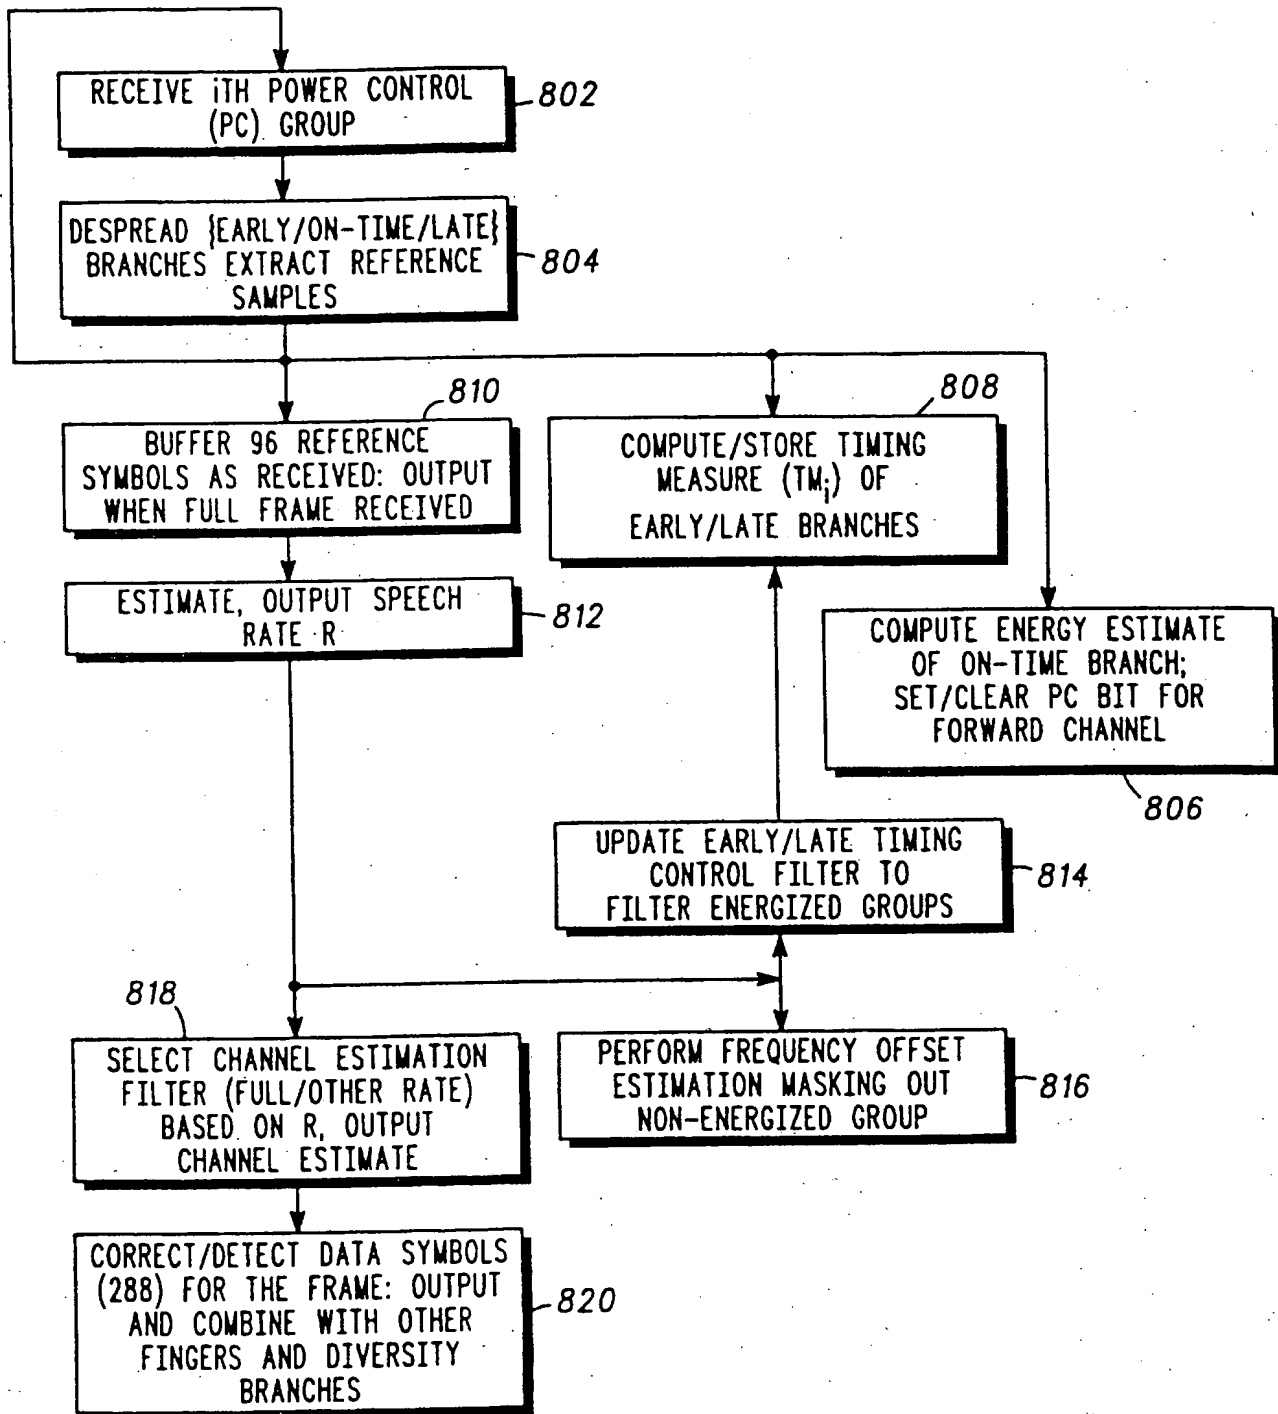 RECEIVE iTH POWER CONTROL
(PC) GROUP
802
DESPREAD {EARLY/ON-TIME/LATE}
BRANCHES EXTRACT REFERENCE
SAMPLES
804
810
BUFFER 96 REFERENCE
SYMBOLS AS RECEIVED: OUTPUT
WHEN FULL FRAME RECEIVED
808
COMPUTE/STORE TIMING
MEASURE (TMi) OF
EARLY/LATE BRANCHES
ESTIMATE, OUTPUT SPEECH
RATE R
812
COMPUTE ENERGY ESTIMATE
OF ON-TIME BRANCH;
SET/CLEAR PC BIT FOR
FORWARD CHANNEL
806
UPDATE EARLY/LATE TIMING
CONTROL FILTER TO
FILTER ENERGIZED GROUPS
814
818
SELECT CHANNEL ESTIMATION
FILTER (FULL/OTHER RATE)
BASED ON R, OUTPUT
CHANNEL ESTIMATE
PERFORM FREQUENCY OFFSET
ESTIMATION MASKING OUT
NON-ENERGIZED GROUP
816
CORRECT/DETECT DATA SYMBOLS
(288) FOR THE FRAME: OUTPUT
AND COMBINE WITH OTHER
FINGERS AND DIVERSITY
BRANCHES
820